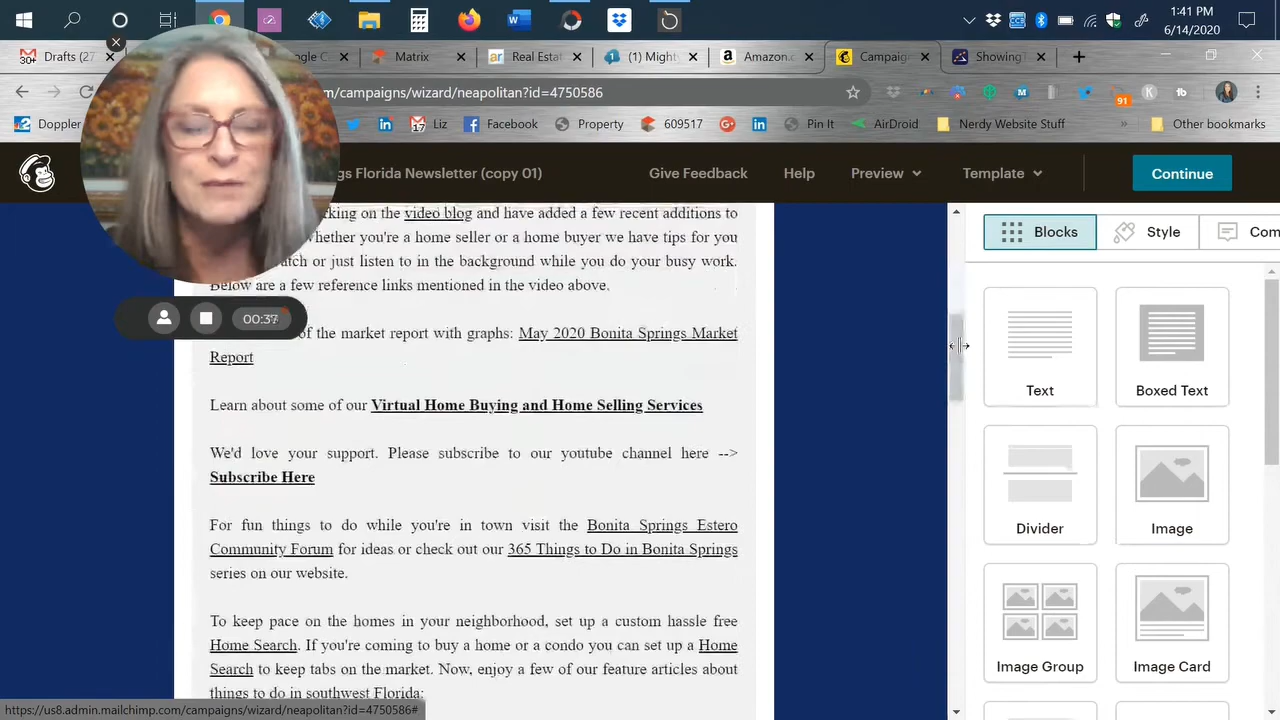 1:41 PM
6/14/2020
30+
Drafts (27
gle C
Matrix
Real Estat
(1) Might
Amazon.c
Campaign
Showing
/campaigns/wizard/neapolitan?id=4750586
91
Doppler
17
Liz
Facebook
Property
609517
Pin It
AirDroid
Nerdy Website Stuff
Other bookmarks
gs Florida Newsletter (copy 01)
Give Feedback
Help
Preview
Template
Continue
rking on the video blog and have added a few recent additions to
hether you're a home seller or a home buyer we have tips for you
atch or just listen to in the background while you do your busy work.
Below are a few reference links mentioned in the video above.
of the market report with graphs: May 2020 Bonita Springs Market
Report
Learn about some of our Virtual Home Buying and Home Selling Services
We'd love your support. Please subscribe to our youtube channel here -->
Subscribe Here
For fun things to do while you're in town visit the Bonita Springs Estero
Community Forum for ideas or check out our 365 Things to Do in Bonita Springs
series on our website.
To keep pace on the homes in your neighborhood, set up a custom hassle free
Home Search. If you're coming to buy a home or a condo you can set up a Home
Search to keep tabs on the market. Now, enjoy a few of our feature articles about
things to do in southwest Florida:
00:37
Blocks
Style
Com
Text
Boxed Text
Divider
Image
Image Group
Image Card
https://us8.admin.mailchimp.com/campaigns/wizard/neapolitan?id=4750586#